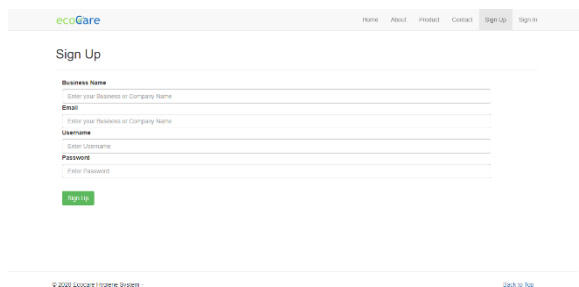 ecoCare
Home About Product Contact Sign Up Sign In
Sign Up
Business Name
Enter your Business or Company Name
Email
Enter your Business or Company Name
Username
Enter Username
Password
Enter Password
Sign Up
© 2020 Ecocare Hygiene System -
Back to Top